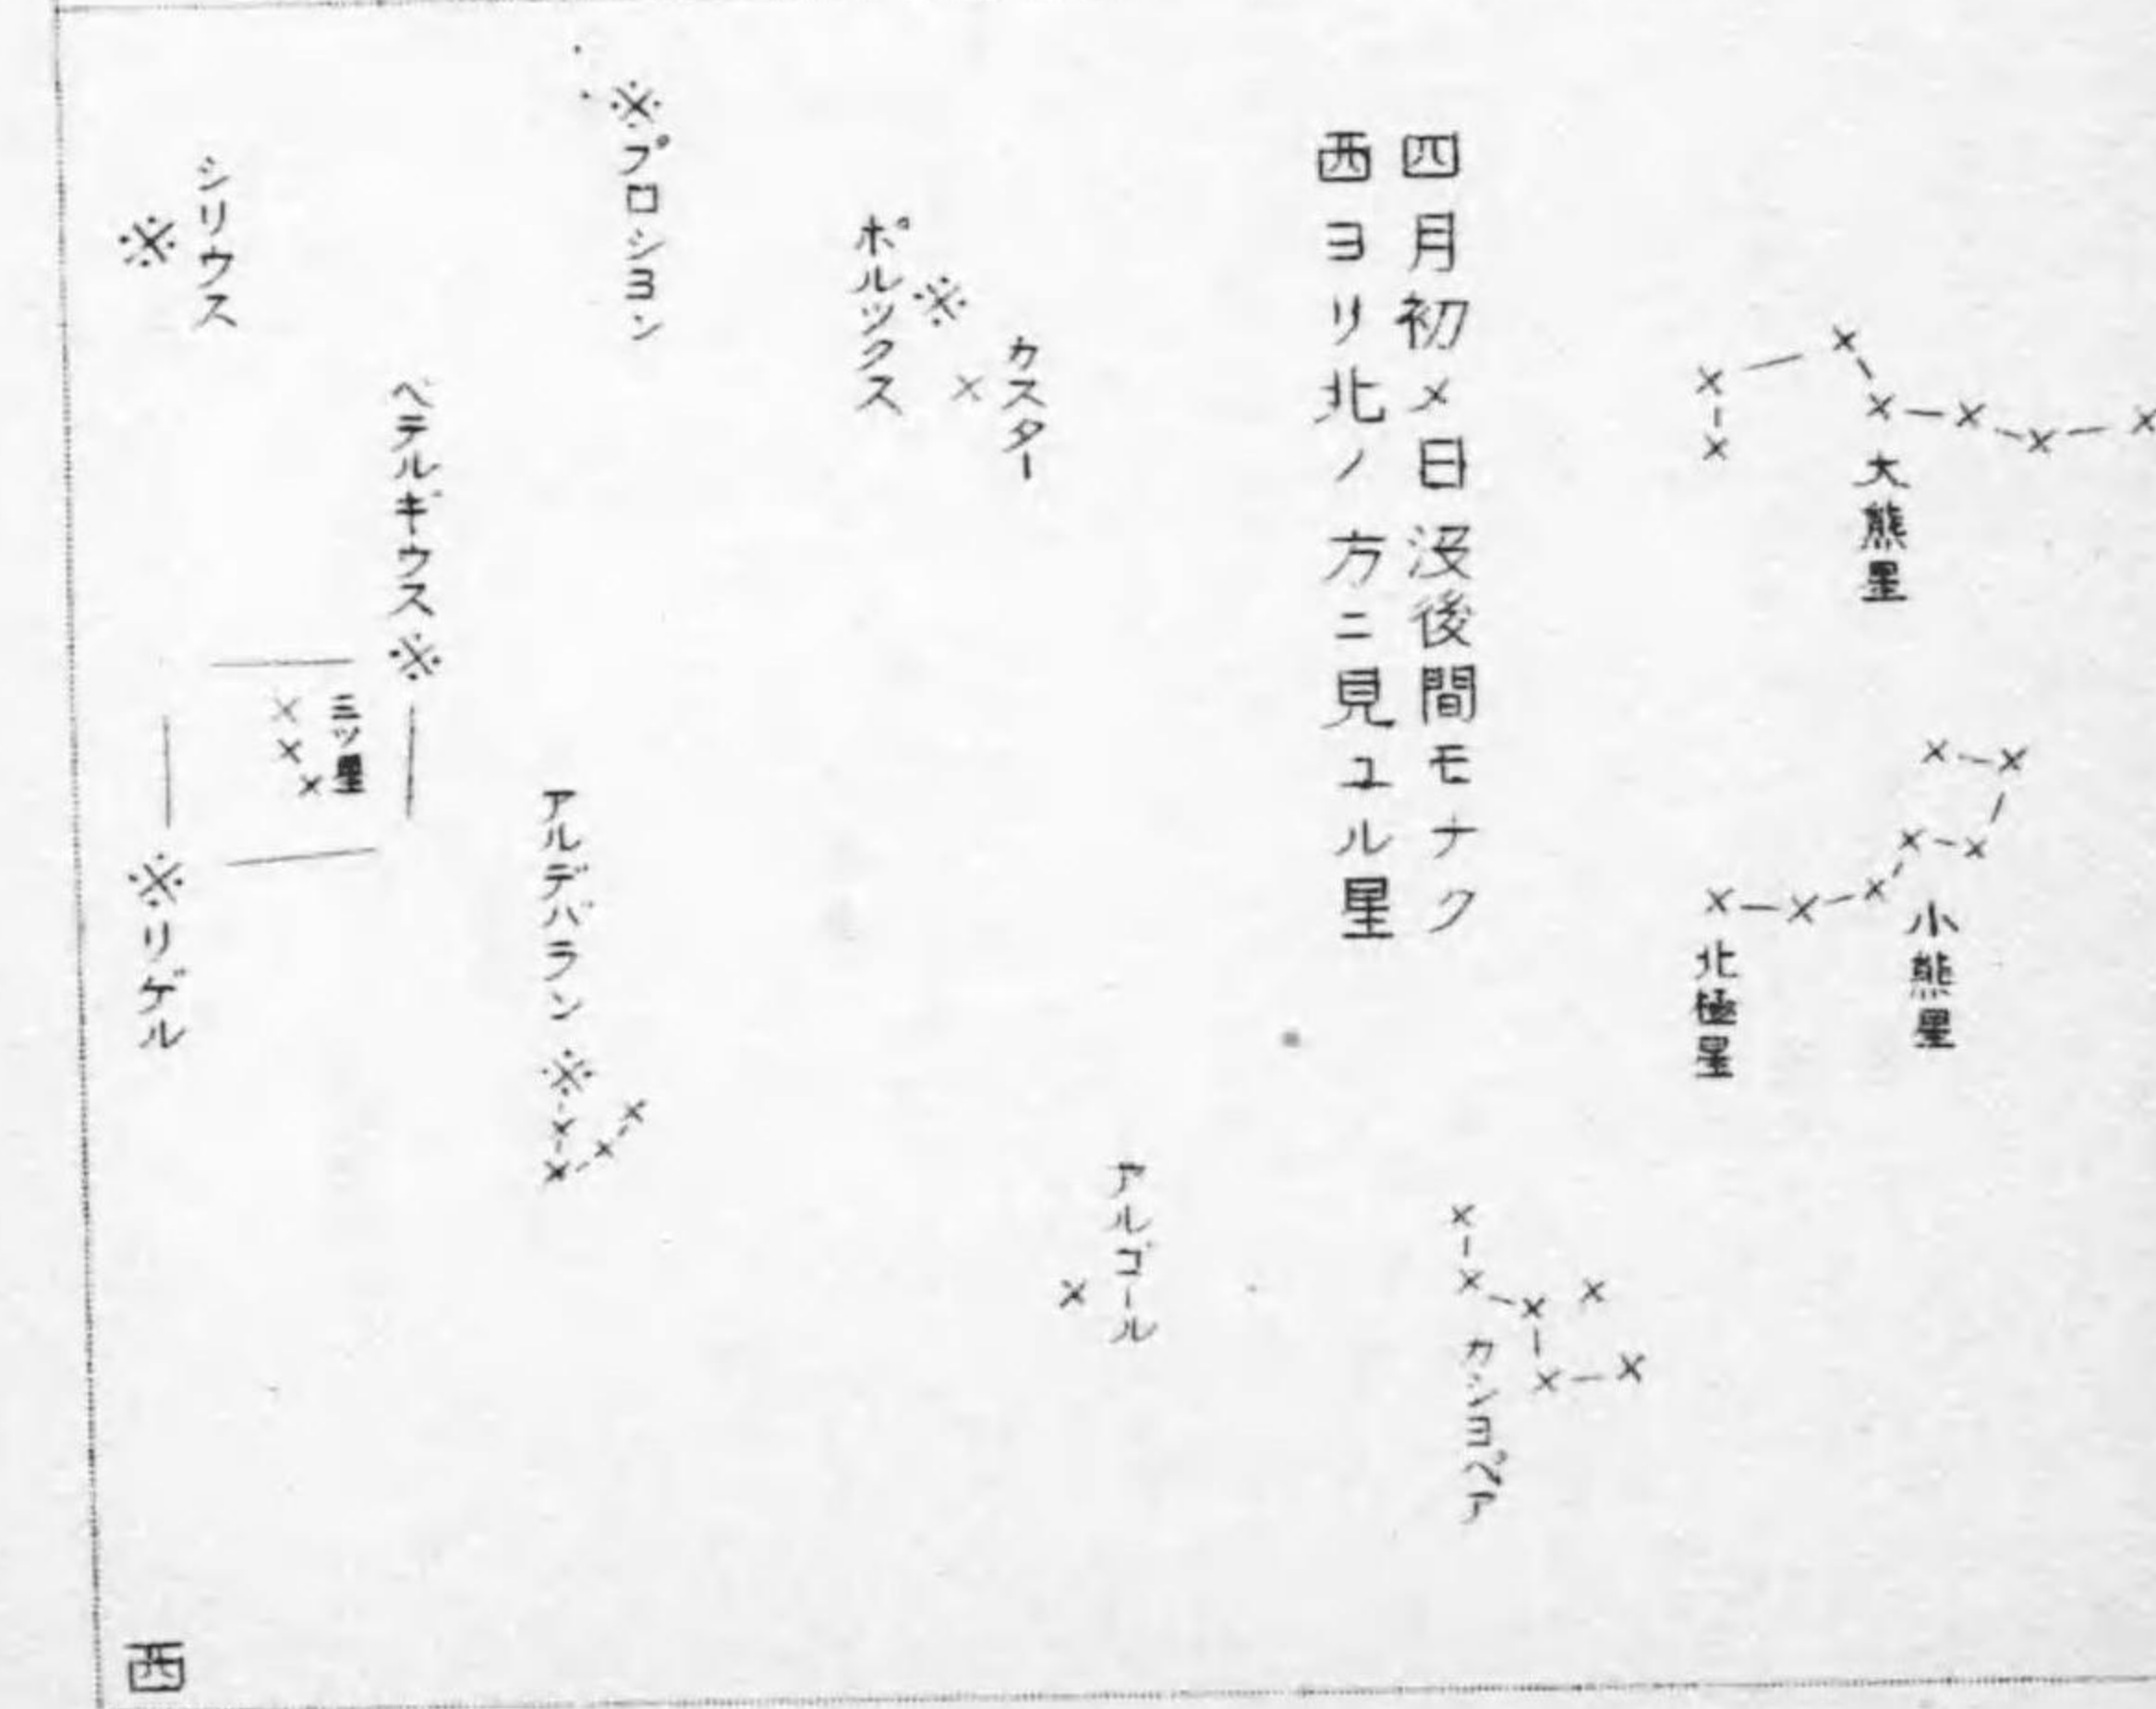 大熊星
小熊星
北極星
四月初メ日没後間モナク
西ヨリ北ノ方ニ見ユル星
カシヨペア
アルゴール
カスター
ポルックス
プロシヨン
アルデバラン
ベテルギウス
三ツ星
シリウス
リゲル
西